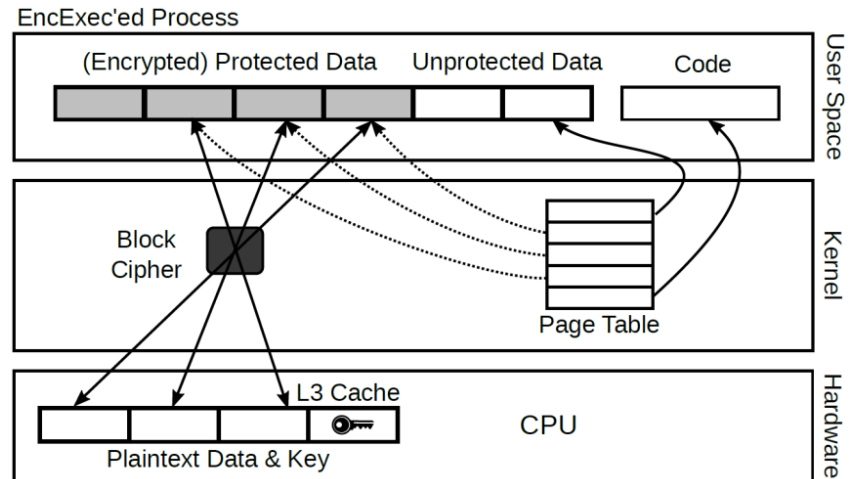 EncExec'ed Process
(Encrypted) Protected Data
Unprotected Data
Code
User Space
Block
Cipher
Page Table
Kernel
L3 Cache
CPU
Plaintext Data & Key
Hardware